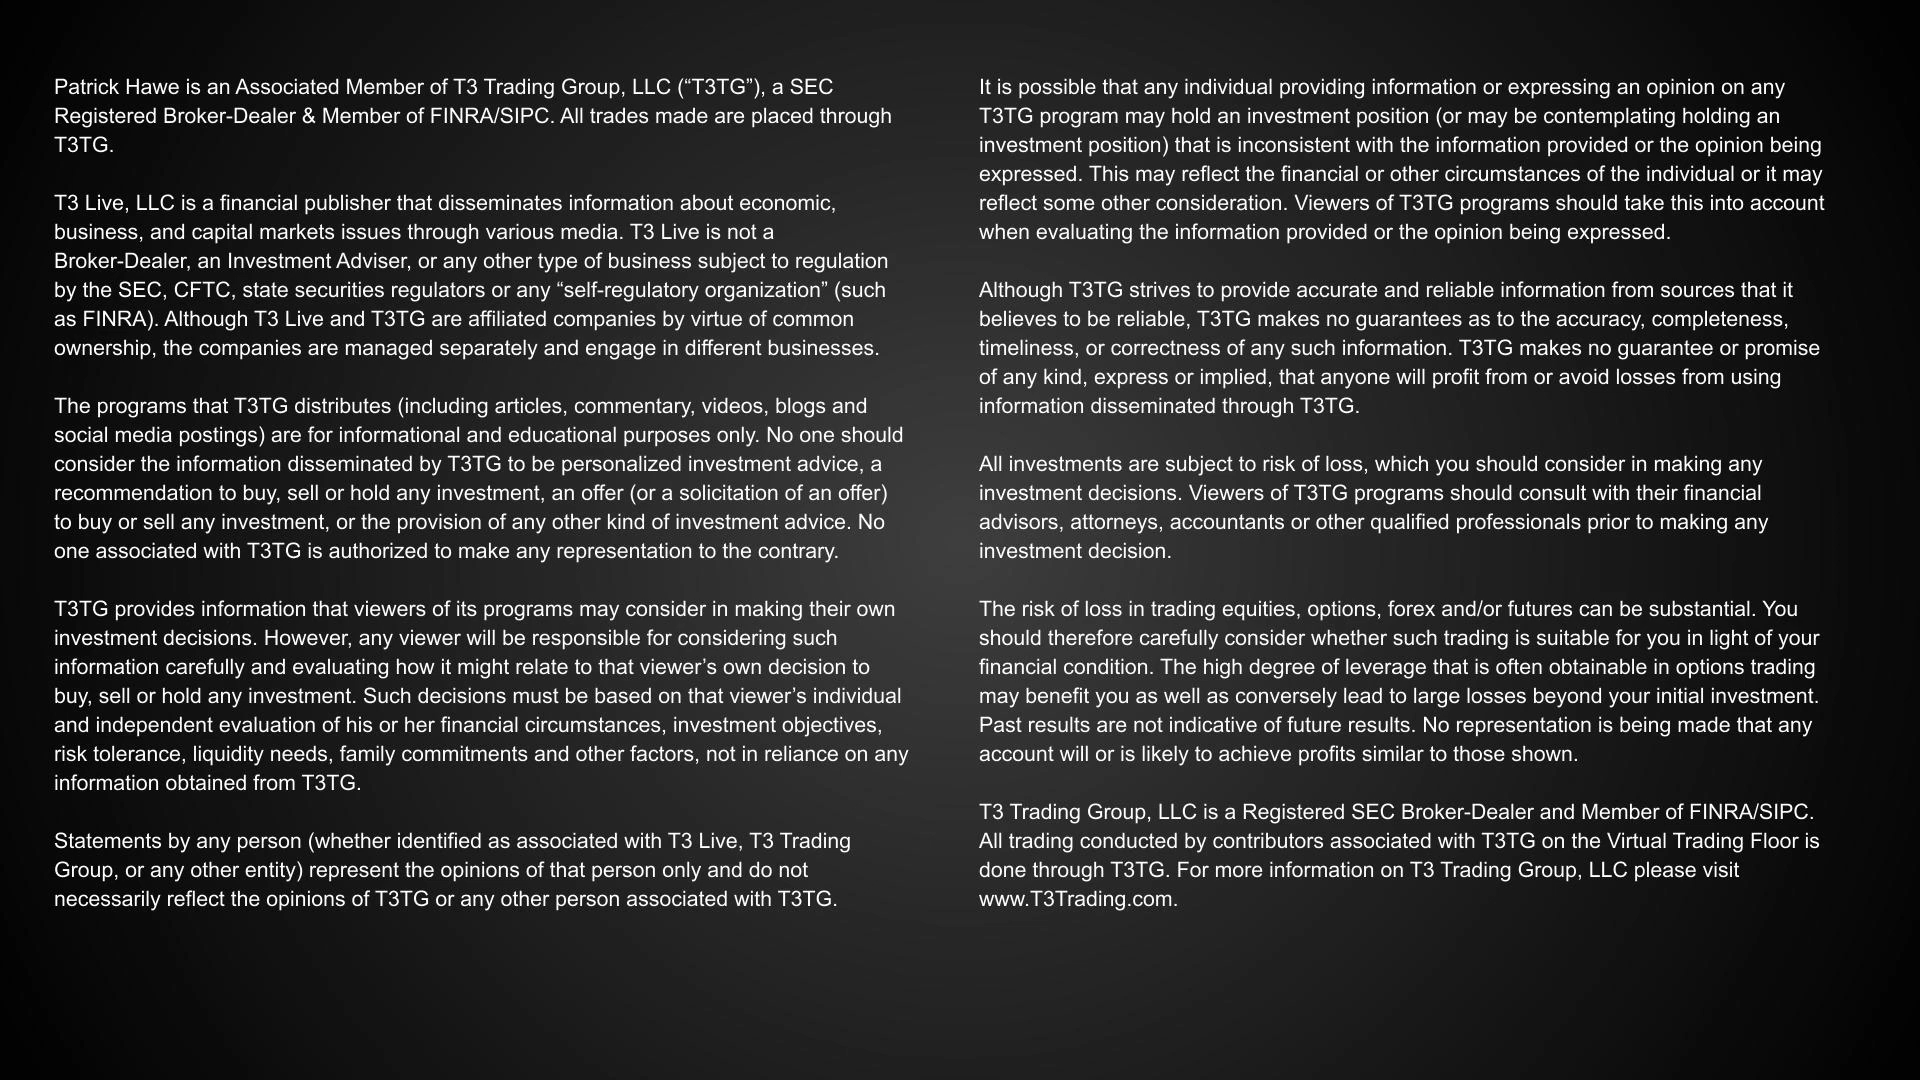 Patrick Hawe is an Associated Member of T3 Trading Group, LLC (“T3TG”), a SEC
Registered Broker-Dealer & Member of FINRA/SIPC. All trades made are placed through
T3TG.
T3 Live, LLC is a financial publisher that disseminates information about economic,
business, and capital markets issues through various media. T3 Live is not a
Broker-Dealer, an Investment Adviser, or any other type of business subject to regulation
by the SEC, CFTC, state securities regulators or any “self-regulatory organization” (such
as FINRA). Although T3 Live and T3TG are affiliated companies by virtue of common
ownership, the companies are managed separately and engage in different businesses.
The programs that T3TG distributes (including articles, commentary, videos, blogs and
social media postings) are for informational and educational purposes only. No one should
consider the information disseminated by T3TG to be personalized investment advice, a
recommendation to buy, sell or hold any investment, an offer (or a solicitation of an offer)
to buy or sell any investment, or the provision of any other kind of investment advice. No
one associated with T3TG is authorized to make any representation to the contrary.
T3TG provides information that viewers of its programs may consider in making their own
investment decisions. However, any viewer will be responsible for considering such
information carefully and evaluating how it might relate to that viewer’s own decision to
buy, sell or hold any investment. Such decisions must be based on that viewer’s individual
and independent evaluation of his or her financial circumstances, investment objectives,
risk tolerance, liquidity needs, family commitments and other factors, not in reliance on any
information obtained from T3TG.
Statements by any person (whether identified as associated with T3 Live, T3 Trading
Group, or any other entity) represent the opinions of that person only and do not
necessarily reflect the opinions of T3TG or any other person associated with T3TG.
It is possible that any individual providing information or expressing an opinion on any
T3TG program may hold an investment position (or may be contemplating holding an
investment position) that is inconsistent with the information provided or the opinion being
expressed. This may reflect the financial or other circumstances of the individual or it may
reflect some other consideration. Viewers of T3TG programs should take this into account
when evaluating the information provided or the opinion being expressed.
Although T3TG strives to provide accurate and reliable information from sources that it
believes to be reliable, T3TG makes no guarantees as to the accuracy, completeness,
timeliness, or correctness of any such information. T3TG makes no guarantee or promise
of any kind, express or implied, that anyone will profit from or avoid losses from using
information disseminated through T3TG.
All investments are subject to risk of loss, which you should consider in making any
investment decisions. Viewers of T3TG programs should consult with their financial
advisors, attorneys, accountants or other qualified professionals prior to making any
investment decision.
The risk of loss in trading equities, options, forex and/or futures can be substantial. You
should therefore carefully consider whether such trading is suitable for you in light of your
financial condition. The high degree of leverage that is often obtainable in options trading
may benefit you as well as conversely lead to large losses beyond your initial investment.
Past results are not indicative of future results. No representation is being made that any
account will or is likely to achieve profits similar to those shown.
T3 Trading Group, LLC is a Registered SEC Broker-Dealer and Member of FINRA/SIPC.
All trading conducted by contributors associated with T3TG on the Virtual Trading Floor is
done through T3TG. For more information on T3 Trading Group, LLC please visit
www.T3Trading.com.